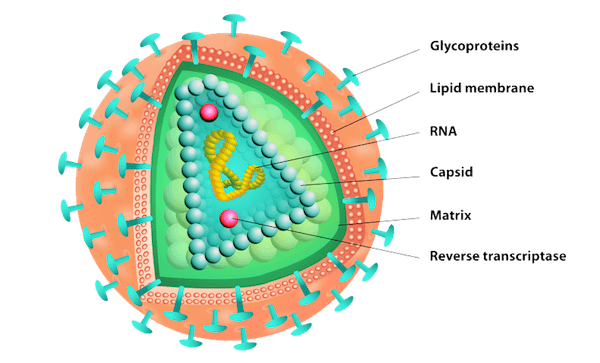 Glycoproteins
Lipid membrane
RNA
Capsid
Matrix
Reverse transcriptase